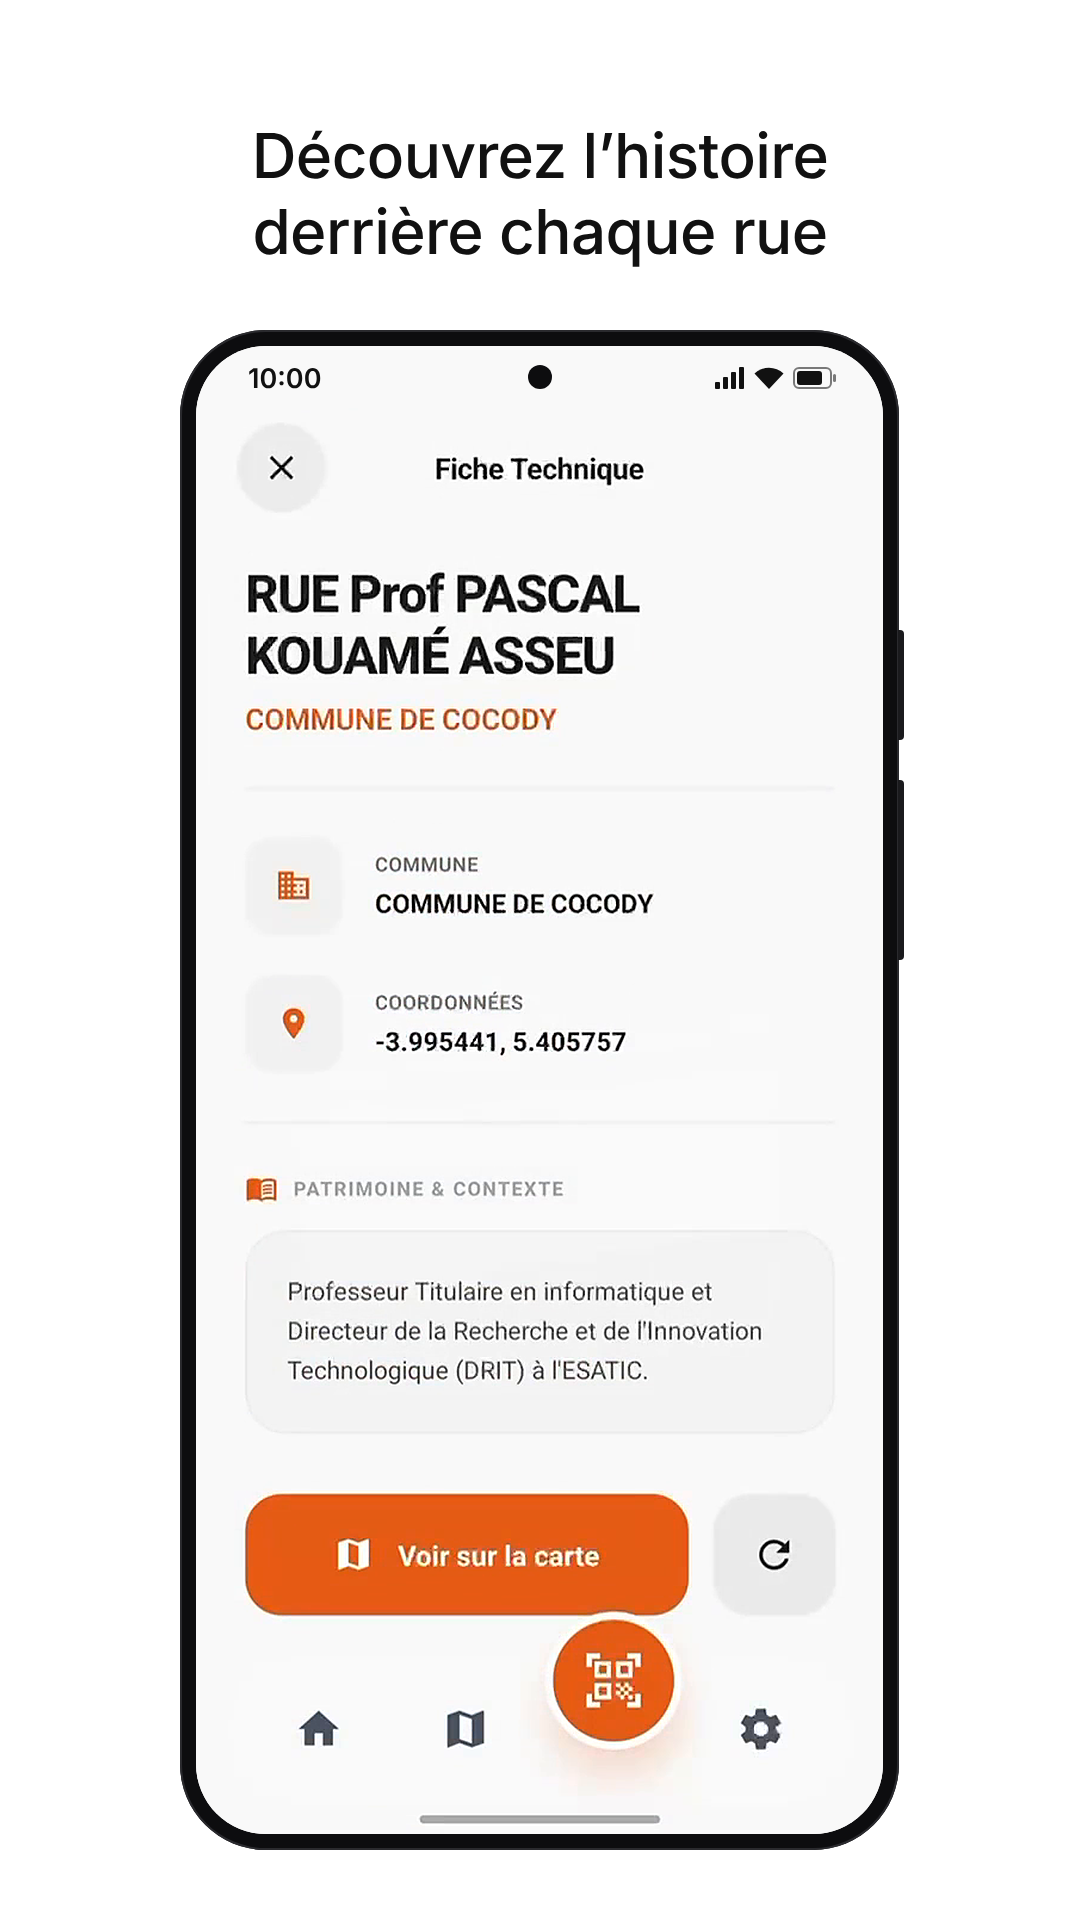 Découvrez l’histoire
derrière chaque rue
10:00
Fiche Technique
RUE Prof PASCAL
KOUAMÉ ASSEU
COMMUNE DE COCODY
COMMUNE
COMMUNE DE COCODY
COORDONNÉES
-3.995441, 5.405757
PATRIMOINE & CONTEXTE
Professeur Titulaire en informatique et
Directeur de la Recherche et de l'Innovation
Technologique (DRIT) à l'ESATIC.
Voir sur la carte